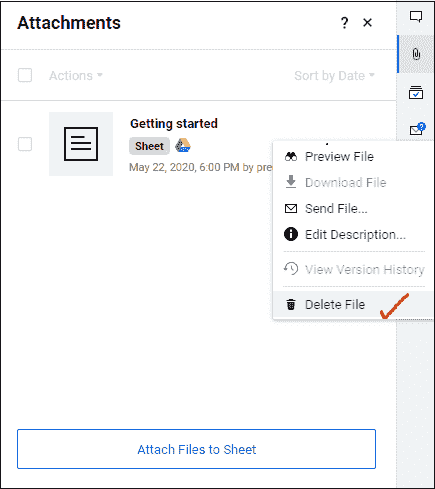 Attachments ?
Actions Sort by Date
Getting started
Sheet
May 22, 2020, 6:00 PM by
Preview File
Download File
Send File...
Edit Description...
View Version History
Delete File
Attach Files to Sheet